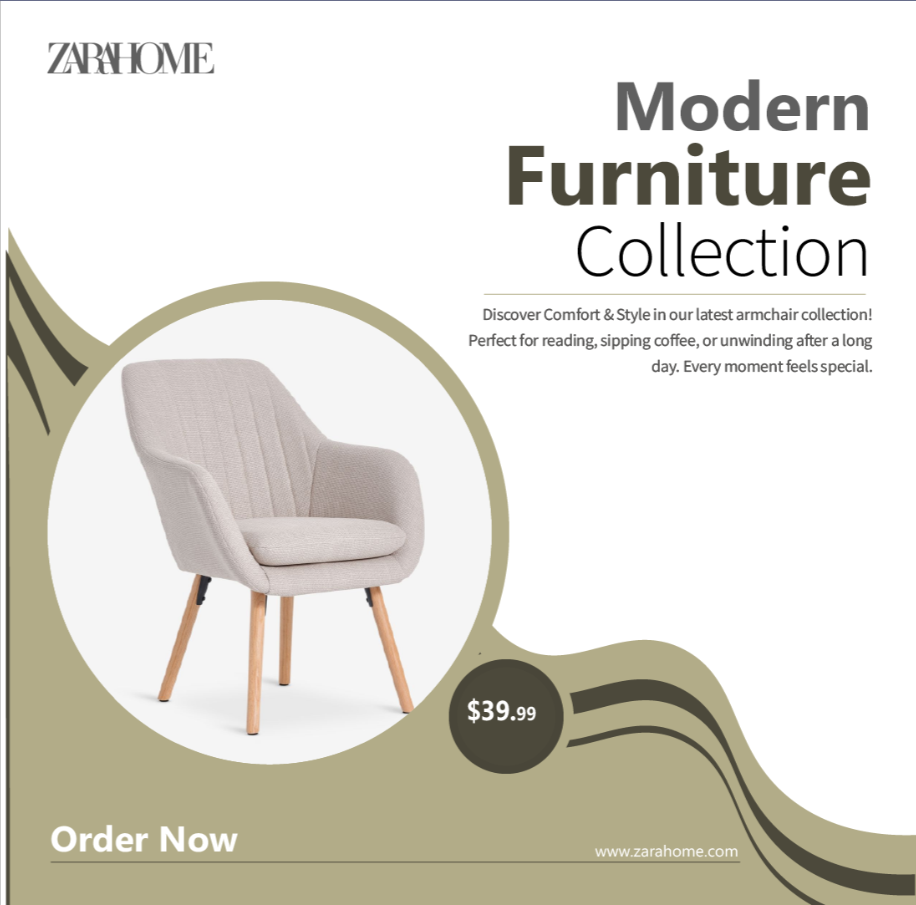 ZARAHOME
Modern
Furniture
Collection
Discover Comfort & Style in our latest armchair collection!
Perfect for reading, sipping coffee, or unwinding after a long
day. Every moment feels special.
$39.99
Order Now
www.zarahome.com